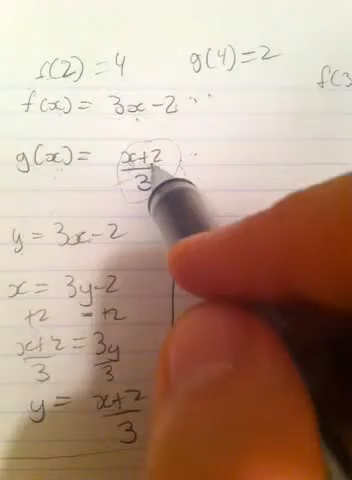 f(2) = 4 g(4) = 2 f(3
f(x) = 3x - 2
g(x) = x+2 / 3
y = 3x - 2
x = 3y - 2
+2 = +2
x+2 / 3 = 3y / 3
y = x+2 / 3